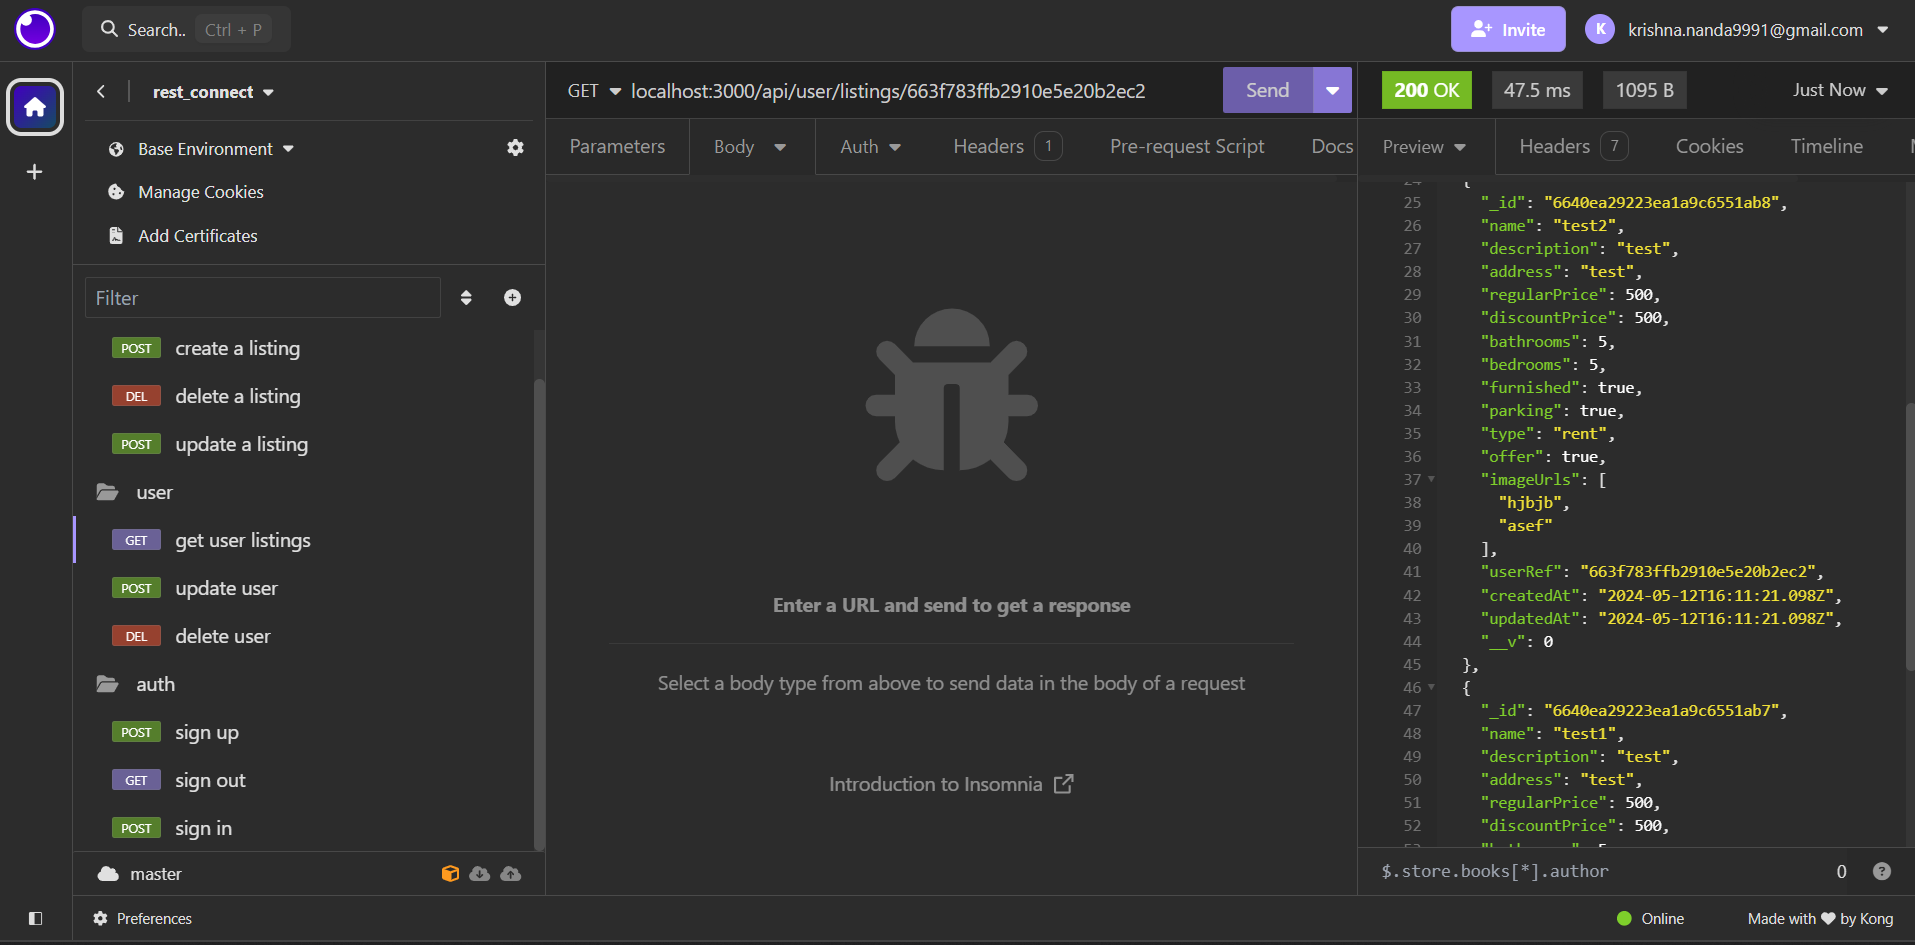 Search.. Ctrl + P
Invite
K krishna.nanda9991@gmail.com
rest_connect
Base Environment
Manage Cookies
Add Certificates
Filter
POST create a listing
DEL delete a listing
POST update a listing
user
GET get user listings
POST update user
DEL delete user
auth
POST sign up
GET sign out
POST sign in
master
Preferences
GET localhost:3000/api/user/listings/663f783ffb2910e5e20b2ec2 Send
Parameters Body Auth Headers 1 Pre-request Script Docs
Enter a URL and send to get a response
Select a body type from above to send data in the body of a request
Introduction to Insomnia
200 OK 47.5 ms 1095 B Just Now
Preview Headers 7 Cookies Timeline
24 {
25 "_id": "6640ea29223ea1a9c6551ab8",
26 "name": "test2",
27 "description": "test",
28 "address": "test",
29 "regularPrice": 500,
30 "discountPrice": 500,
31 "bathrooms": 5,
32 "bedrooms": 5,
33 "furnished": true,
34 "parking": true,
35 "type": "rent",
36 "offer": true,
37 "imageUrls": [
38 "hjbjb",
39 "asef"
40 ],
41 "userRef": "663f783ffb2910e5e20b2ec2",
42 "createdAt": "2024-05-12T16:11:21.098Z",
43 "updatedAt": "2024-05-12T16:11:21.098Z",
44 "__v": 0
45 },
46 {
47 "_id": "6640ea29223ea1a9c6551ab7",
48 "name": "test1",
49 "description": "test",
50 "address": "test",
51 "regularPrice": 500,
52 "discountPrice": 500,
$.store.books[*].author 0
Online
Made with by Kong